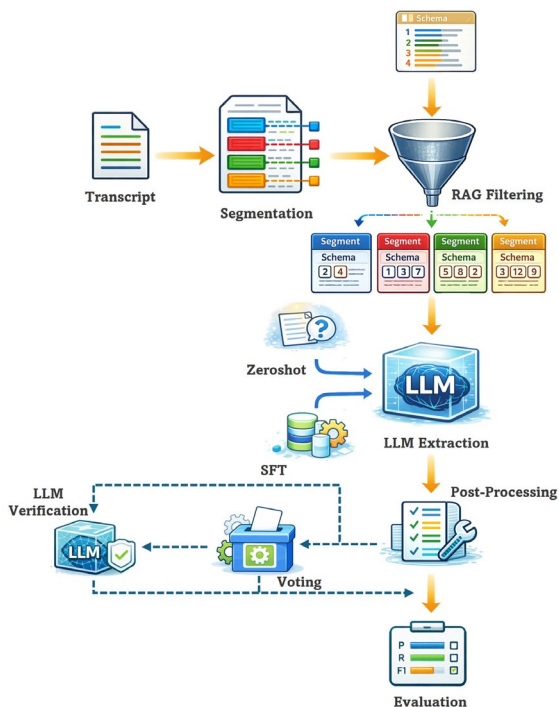 Schema
1
2
3
4
Transcript
Segmentation
RAG Filtering
Segment
Schema
2 4
Segment
Schema
1 3 7
Segment
Schema
5 8 2
Segment
Schema
3 12 9
?
Zeroshot
LLM
LLM Extraction
SFT
LLM
Verification
LLM
Voting
Post-Processing
P
R
F1
Evaluation